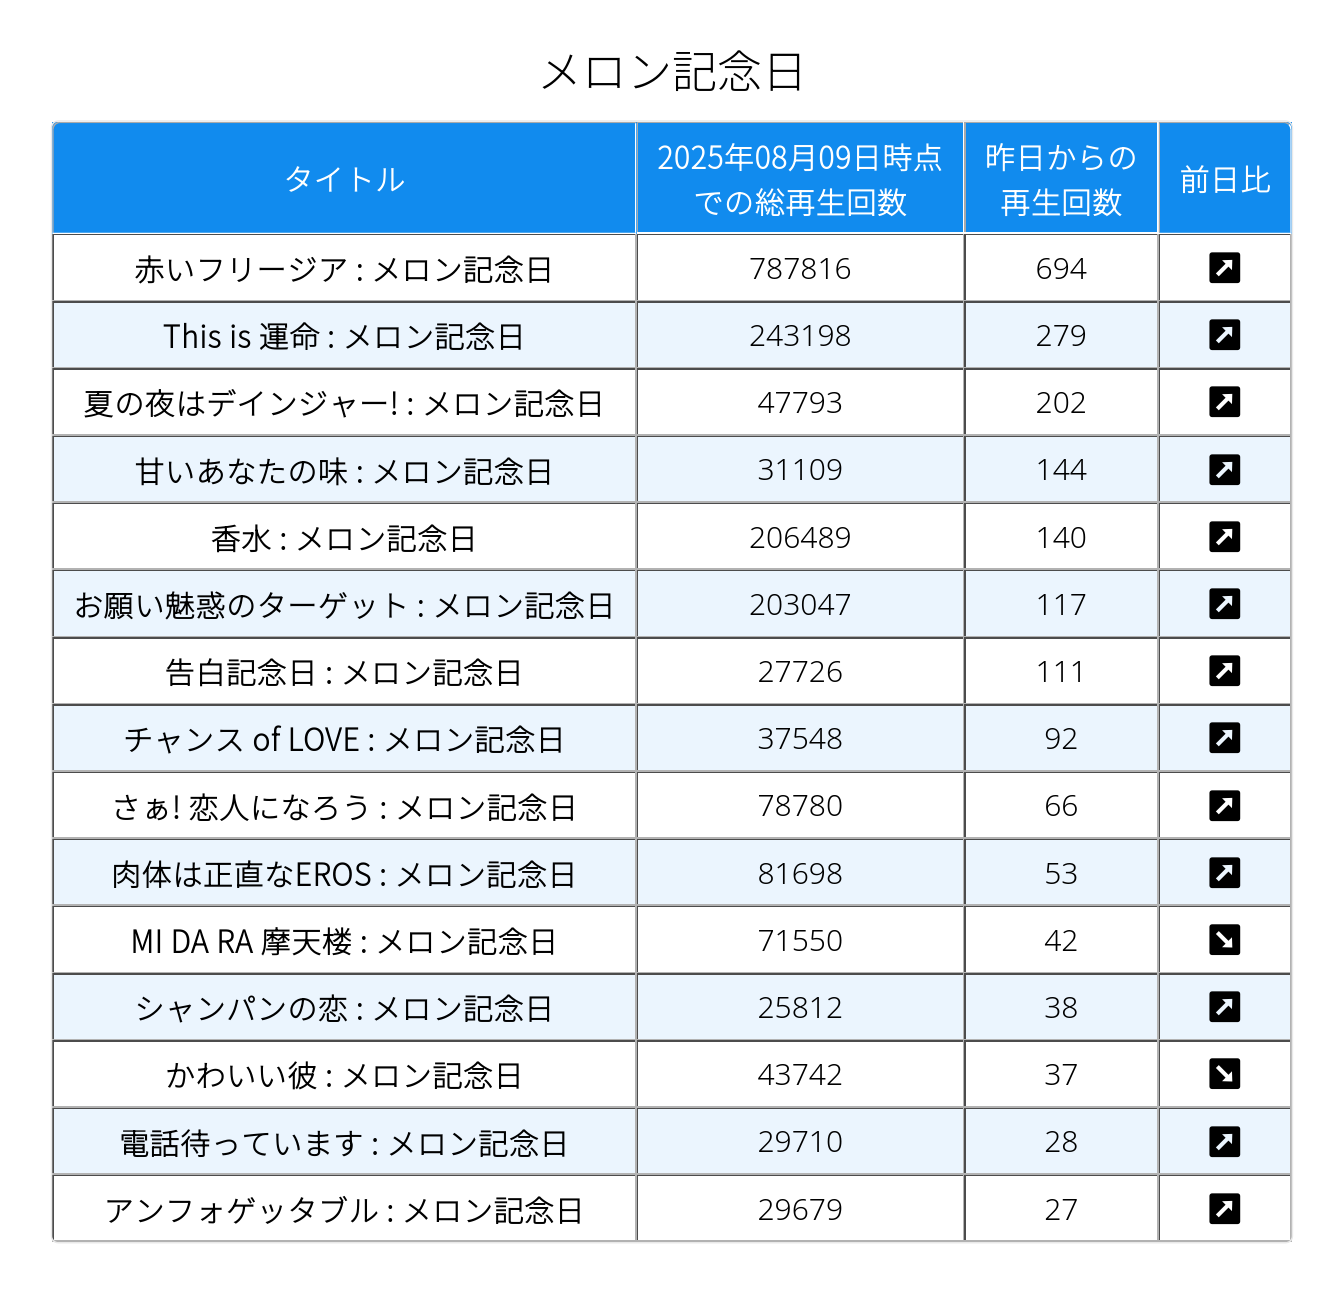 メロン記念日
タイトル 2025年08月09日時点での総再生回数 昨日からの再生回数 前日比
赤いフリージア : メロン記念日 787816 694 ↗
This is 運命 : メロン記念日 243198 279 ↗
夏の夜はデインジャー! : メロン記念日 47793 202 ↗
甘いあなたの味 : メロン記念日 31109 144 ↗
香水 : メロン記念日 206489 140 ↗
お願い魅惑のターゲット : メロン記念日 203047 117 ↗
告白記念日 : メロン記念日 27726 111 ↗
チャンス of LOVE : メロン記念日 37548 92 ↗
さぁ! 恋人になろう : メロン記念日 78780 66 ↗
肉体は正直なEROS : メロン記念日 81698 53 ↗
MI DA RA 摩天楼 : メロン記念日 71550 42 ↘
シャンパンの恋 : メロン記念日 25812 38 ↗
かわいい彼 : メロン記念日 43742 37 ↘
電話待っています : メロン記念日 29710 28 ↗
アンフォゲッタブル : メロン記念日 29679 27 ↗